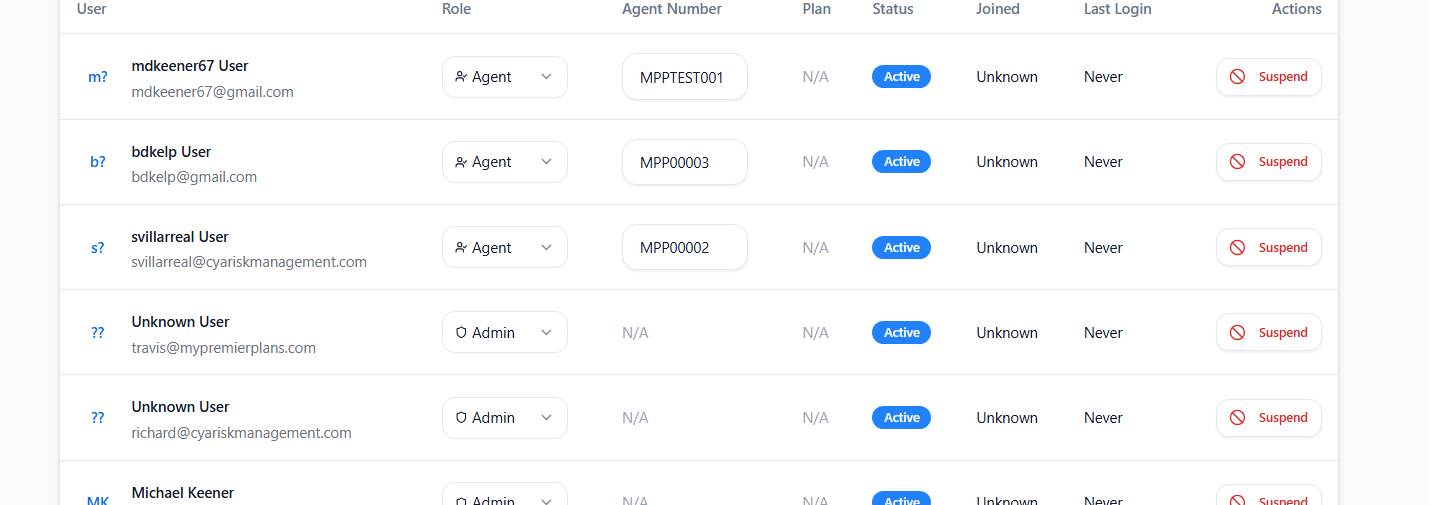 User Role Agent Number Plan Status Joined Last Login Actions
mdkeener67 User
m? Agent MPPTEST001 N/A Active Unknown Never Suspend
mdkeener67@gmail.com
bdkelp User
b? Agent MPP00003 N/A Active Unknown Never Suspend
bdkelp@gmail.com
svillarreal User
s? Agent MPP00002 N/A Active Unknown Never Suspend
svillarreal@cyariskmanagement.com
Unknown User
?? Admin N/A N/A Active Unknown Never Suspend
travis@mypremierplans.com
Unknown User
?? Admin N/A N/A Active Unknown Never Suspend
richard@cyariskmanagement.com
Michael Keener
MK Admin N/A N/A Active Unknown Never Suspend